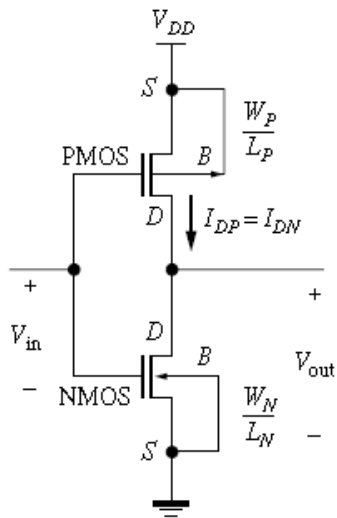 V_DD
S
W_P
L_P
PMOS
B
D
I_DP = I_DN
+
+
D
V_in
B
V_out
−
NMOS
W_N
L_N
−
S